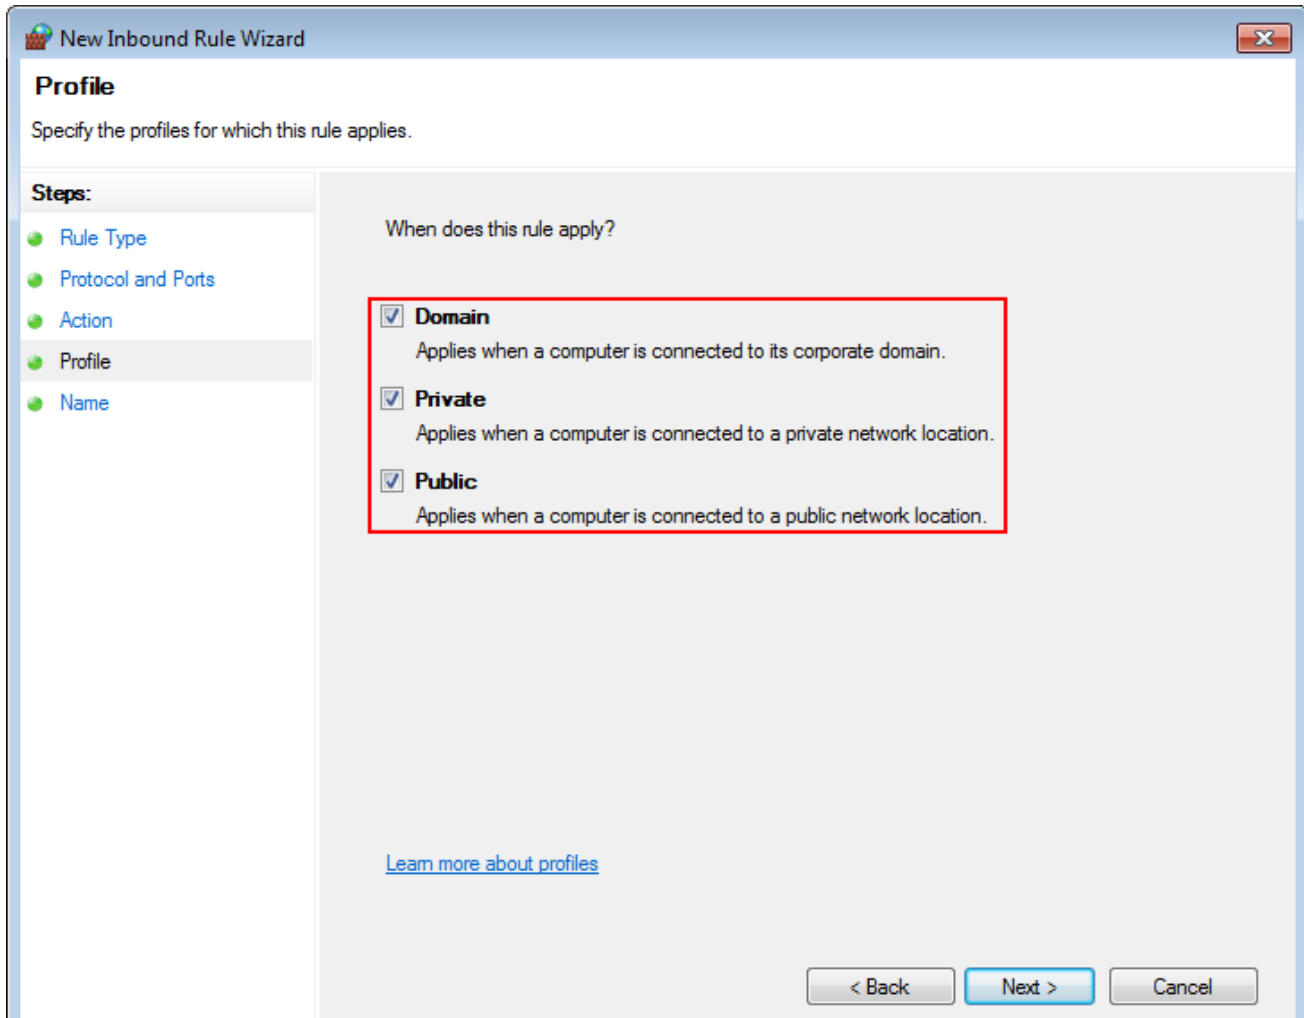 New Inbound Rule Wizard
Profile
Specify the profiles for which this rule applies.
Steps:
Rule Type
Protocol and Ports
Action
Profile
Name
When does this rule apply?
Domain
Applies when a computer is connected to its corporate domain.
Private
Applies when a computer is connected to a private network location.
Public
Applies when a computer is connected to a public network location.
Learn more about profiles
< Back
Next >
Cancel